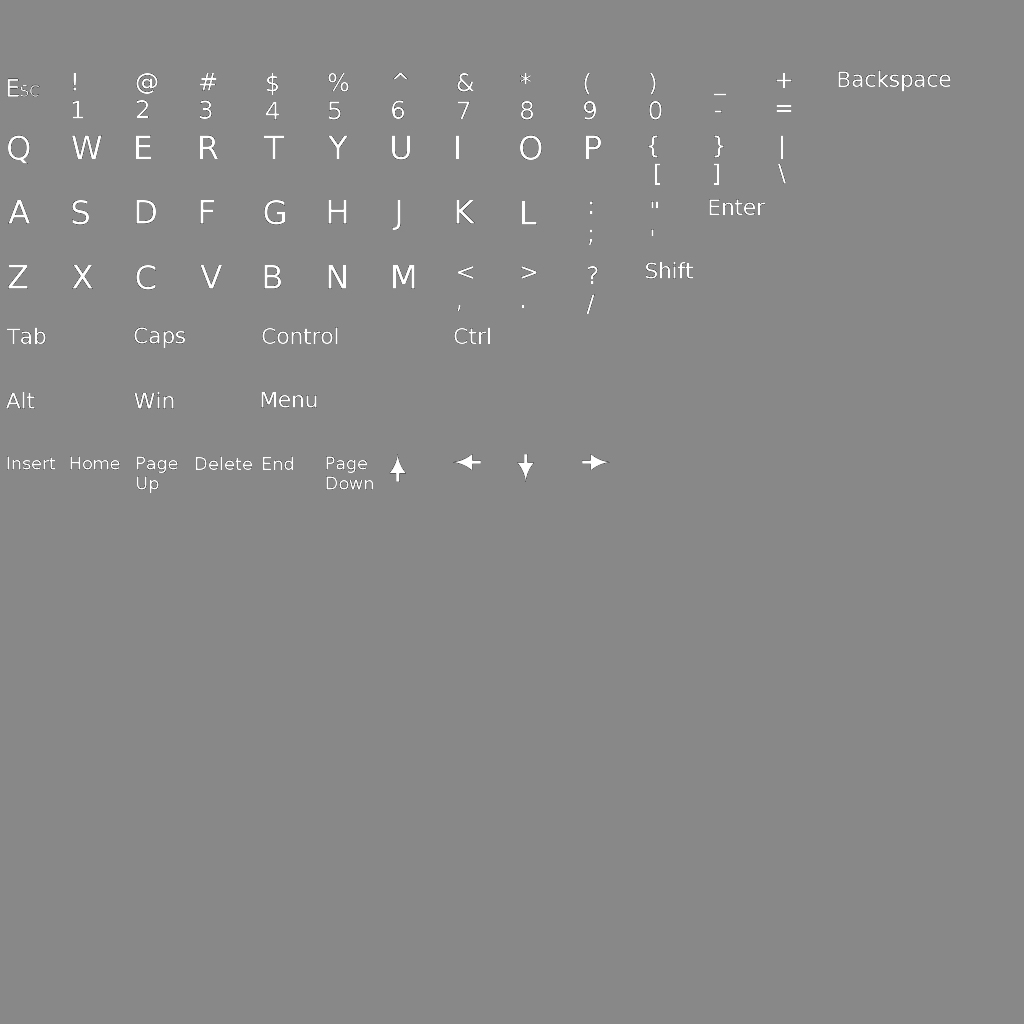 Esc ! @ # $ % ^ & * ( ) _ + Backspace
1 2 3 4 5 6 7 8 9 0 - =
Q W E R T Y U I O P { } |
[ ] \
A S D F G H J K L : " Enter
; '
Z X C V B N M < > ? Shift
, . /
Tab Caps Control Ctrl
Alt Win Menu
Insert Home Page Delete End Page ↑ ← ↓ →
Up Down